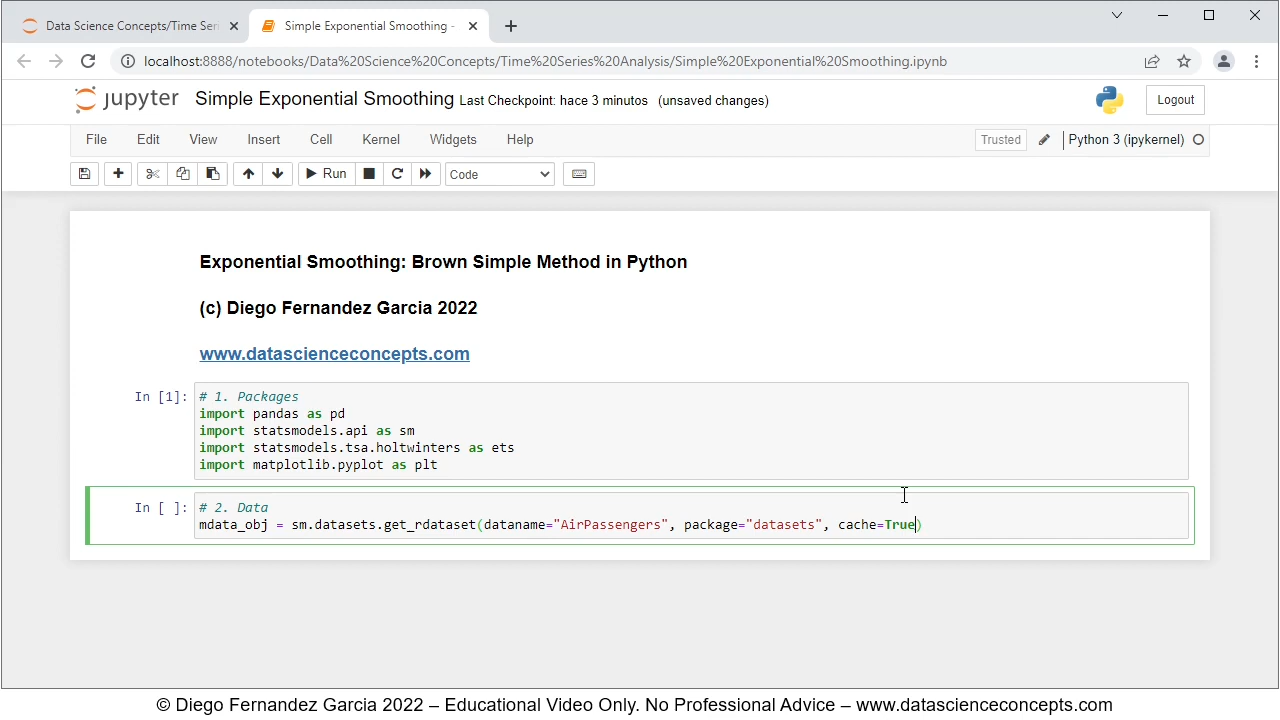 Data Science Concepts/Time Ser
Simple Exponential Smoothing -
localhost:8888/notebooks/Data%20Science%20Concepts/Time%20Series%20Analysis/Simple%20Exponential%20Smoothing.ipynb
jupyter Simple Exponential Smoothing Last Checkpoint: hace 3 minutos (unsaved changes) Logout
File Edit View Insert Cell Kernel Widgets Help Trusted Python 3 (ipykernel)
Run Code
Exponential Smoothing: Brown Simple Method in Python
(c) Diego Fernandez Garcia 2022
www.datascienceconcepts.com
In [1]: # 1. Packages
import pandas as pd
import statsmodels.api as sm
import statsmodels.tsa.holtwinters as ets
import matplotlib.pyplot as plt
In [ ]: # 2. Data
mdata_obj = sm.datasets.get_rdataset(dataname="AirPassengers", package="datasets", cache=True)
© Diego Fernandez Garcia 2022 – Educational Video Only. No Professional Advice – www.datascienceconcepts.com